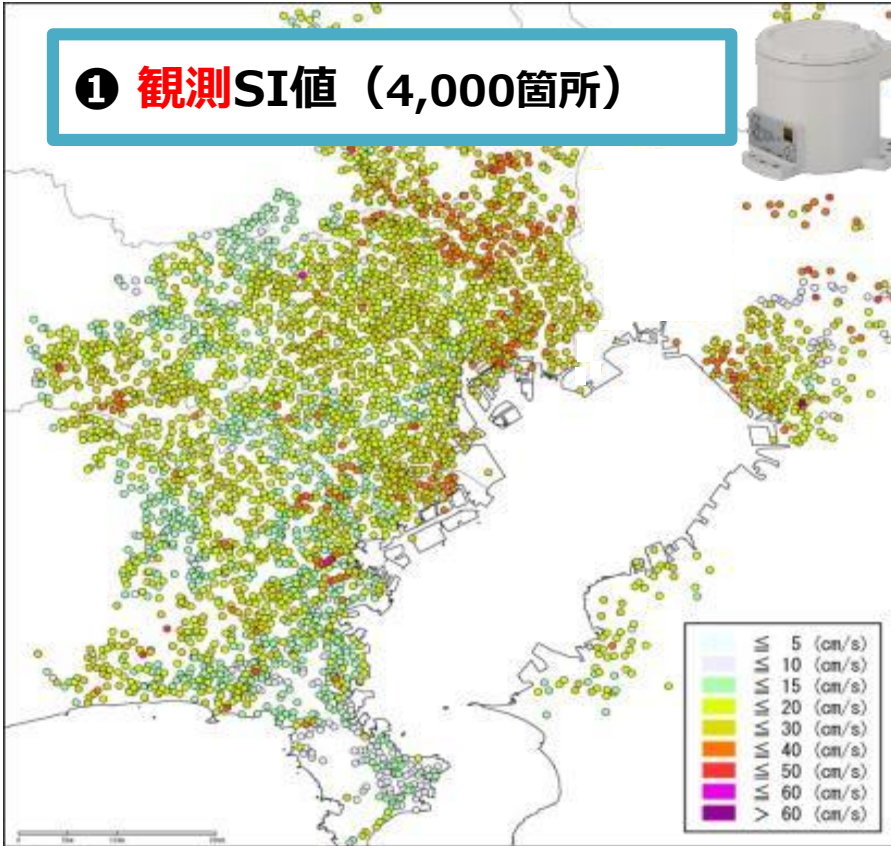 ❶ 観測SI値（4,000箇所）
≦ 5 (cm/s)
≦ 10 (cm/s)
≦ 15 (cm/s)
≦ 20 (cm/s)
≦ 30 (cm/s)
≦ 40 (cm/s)
≦ 50 (cm/s)
≦ 60 (cm/s)
> 60 (cm/s)